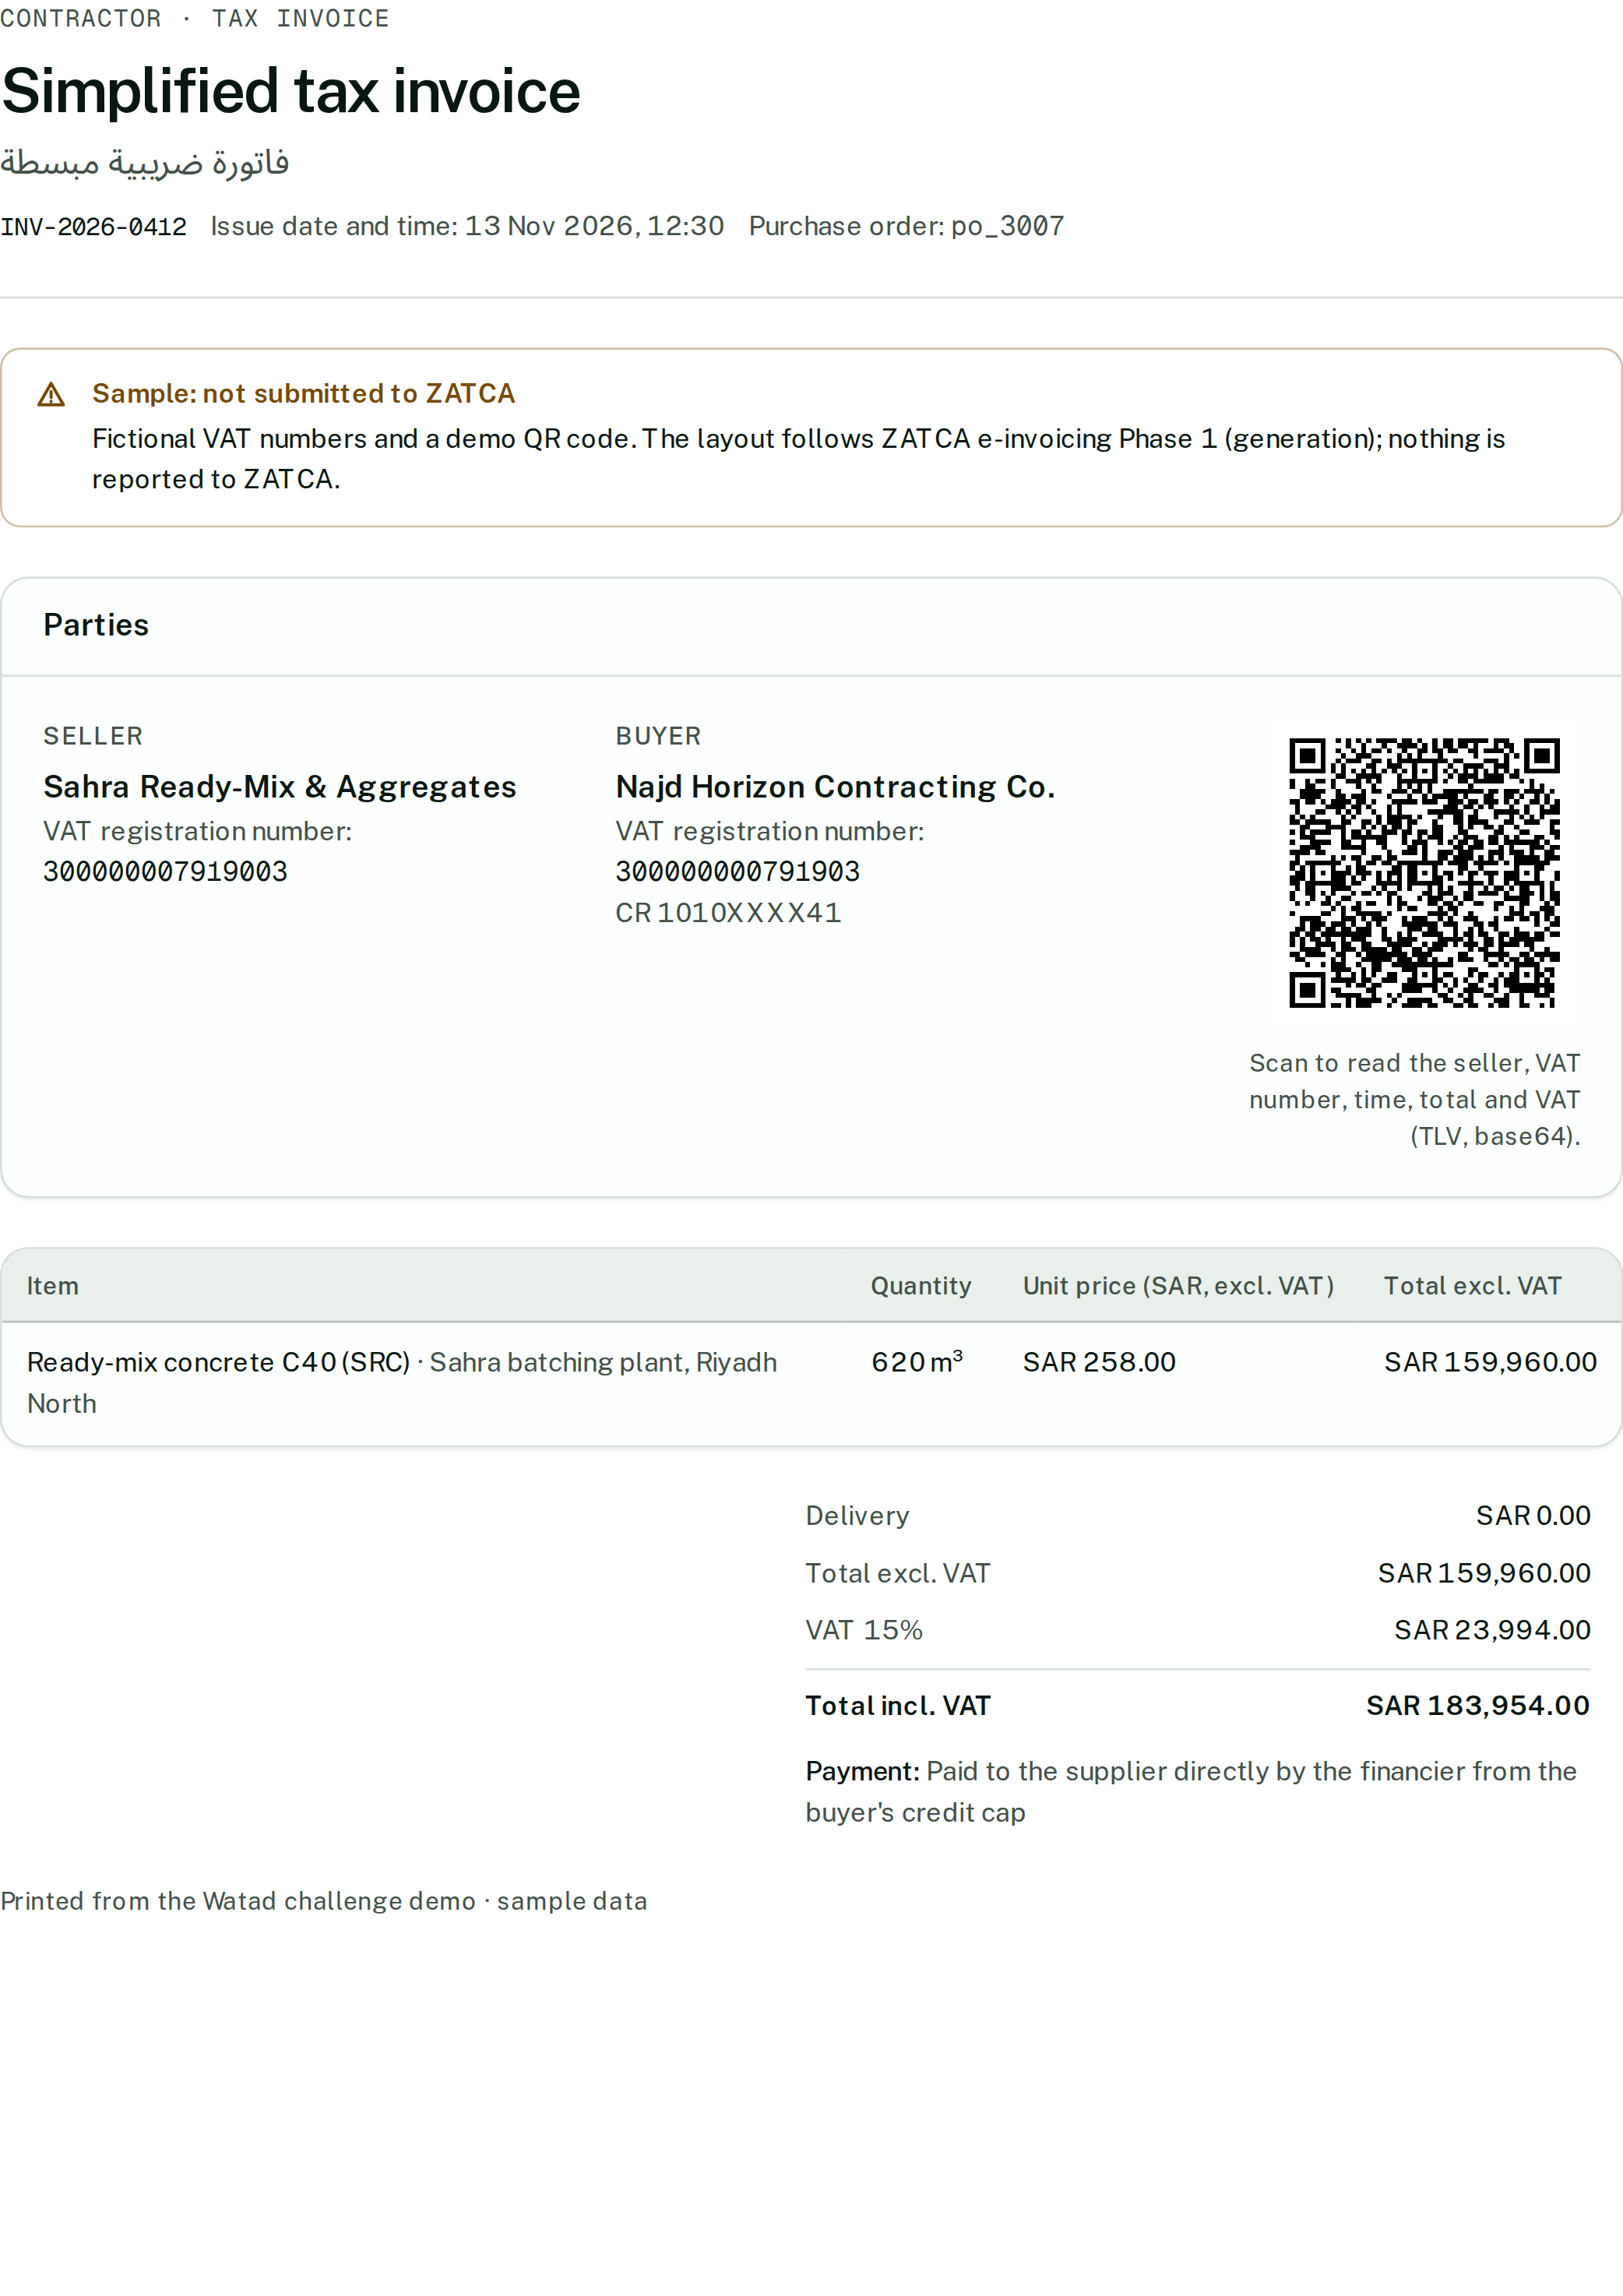 CONTRACTOR · TAX INVOICE
Simplified tax invoice
فاتورة ضريبية مبسطة
INV-2026-0412 Issue date and time: 13 Nov 2026, 12:30 Purchase order: po_3007
Sample: not submitted to ZATCA
Fictional VAT numbers and a demo QR code. The layout follows ZATCA e-invoicing Phase 1 (generation); nothing is
reported to ZATCA.
Parties
SELLER
Sahra Ready-Mix & Aggregates
VAT registration number:
300000007919003
BUYER
Najd Horizon Contracting Co.
VAT registration number:
300000000791903
CR 1010XXXX41
Scan to read the seller, VAT
number, time, total and VAT
(TLV, base64).
Item Quantity Unit price (SAR, excl. VAT) Total excl. VAT
Ready-mix concrete C40 (SRC) · Sahra batching plant, Riyadh
North
620 m³ SAR 258.00 SAR 159,960.00
Delivery SAR 0.00
Total excl. VAT SAR 159,960.00
VAT 15% SAR 23,994.00
Total incl. VAT SAR 183,954.00
Payment: Paid to the supplier directly by the financier from the
buyer's credit cap
Printed from the Watad challenge demo · sample data